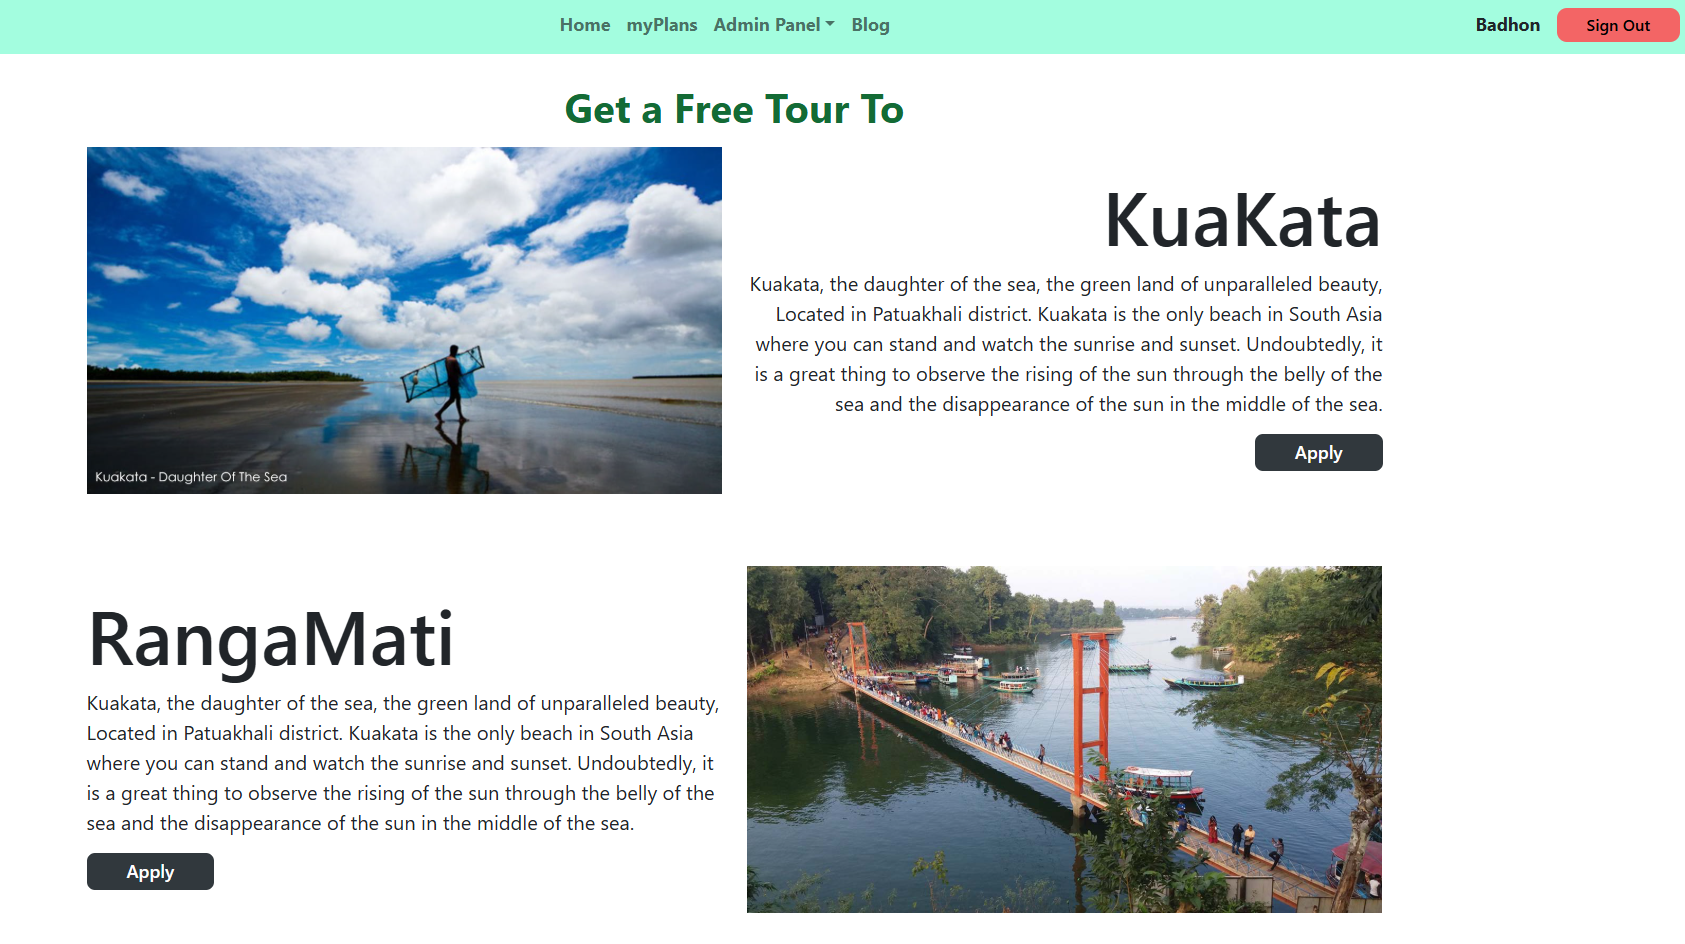 Home myPlans Admin Panel Blog Badhon Sign Out
Get a Free Tour To
KuaKata
Kuakata, the daughter of the sea, the green land of unparalleled beauty,
Located in Patuakhali district. Kuakata is the only beach in South Asia
where you can stand and watch the sunrise and sunset. Undoubtedly, it
is a great thing to observe the rising of the sun through the belly of the
sea and the disappearance of the sun in the middle of the sea.
Apply
Kuakata - Daughter Of The Sea
RangaMati
Kuakata, the daughter of the sea, the green land of unparalleled beauty,
Located in Patuakhali district. Kuakata is the only beach in South Asia
where you can stand and watch the sunrise and sunset. Undoubtedly, it
is a great thing to observe the rising of the sun through the belly of the
sea and the disappearance of the sun in the middle of the sea.
Apply